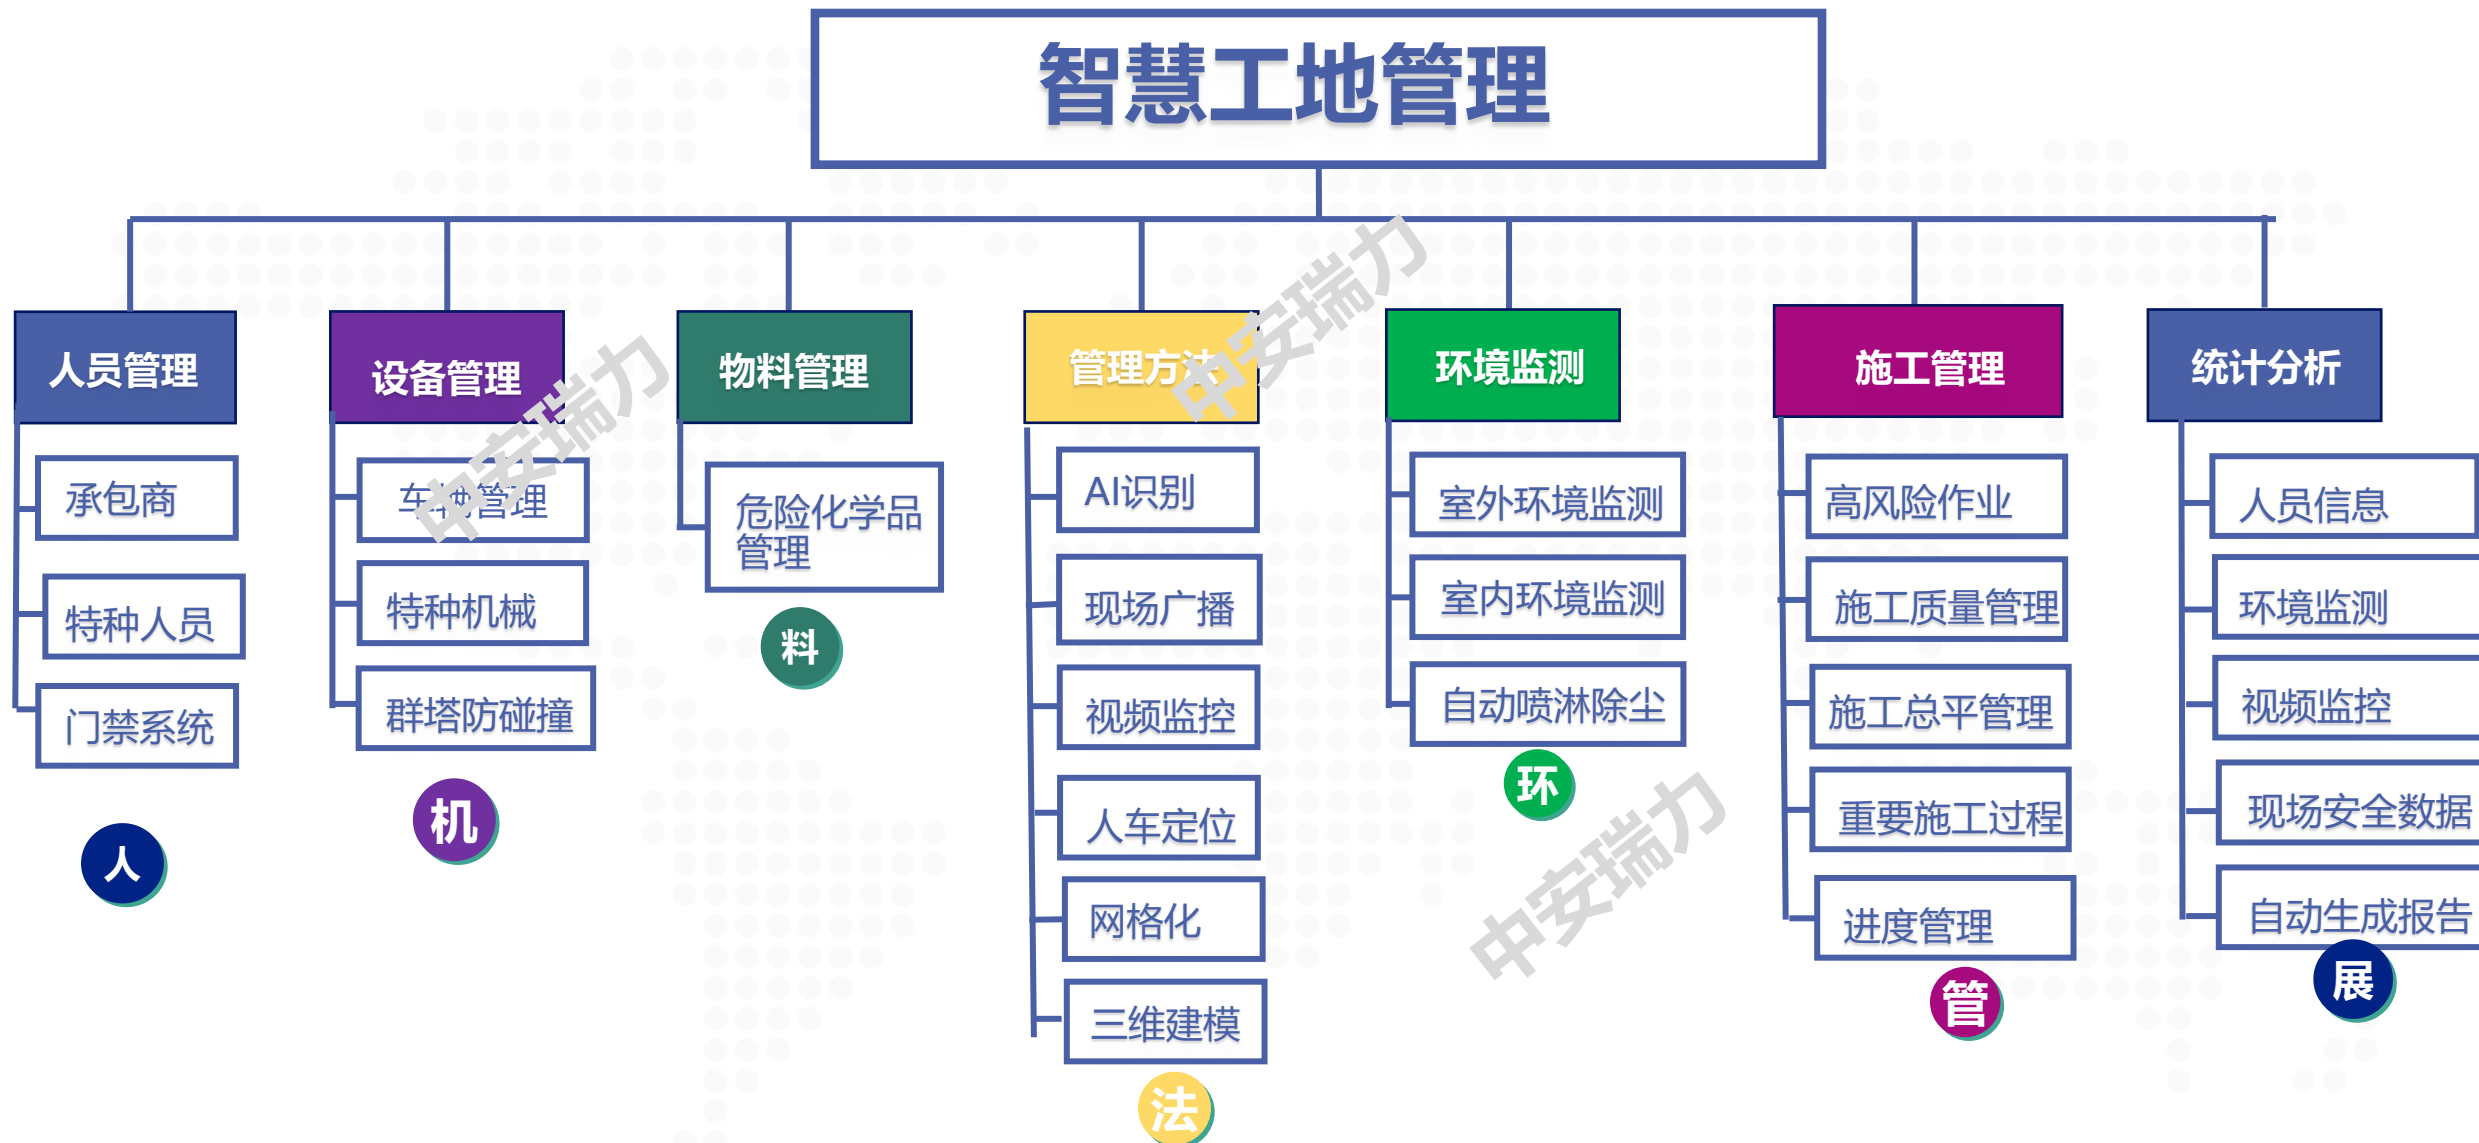 智慧工地管理
人员管理
设备管理
物料管理
管理方法
环境监测
施工管理
统计分析
承包商
特种人员
门禁系统
人
车辆管理
特种机械
群塔防碰撞
机
危险化学品
管理
料
AI识别
现场广播
视频监控
人车定位
网格化
三维建模
法
室外环境监测
室内环境监测
自动喷淋除尘
环
高风险作业
施工质量管理
施工总平管理
重要施工过程
进度管理
管
人员信息
环境监测
视频监控
现场安全数据
自动生成报告
展
中安瑞力
中安瑞力
中安瑞力